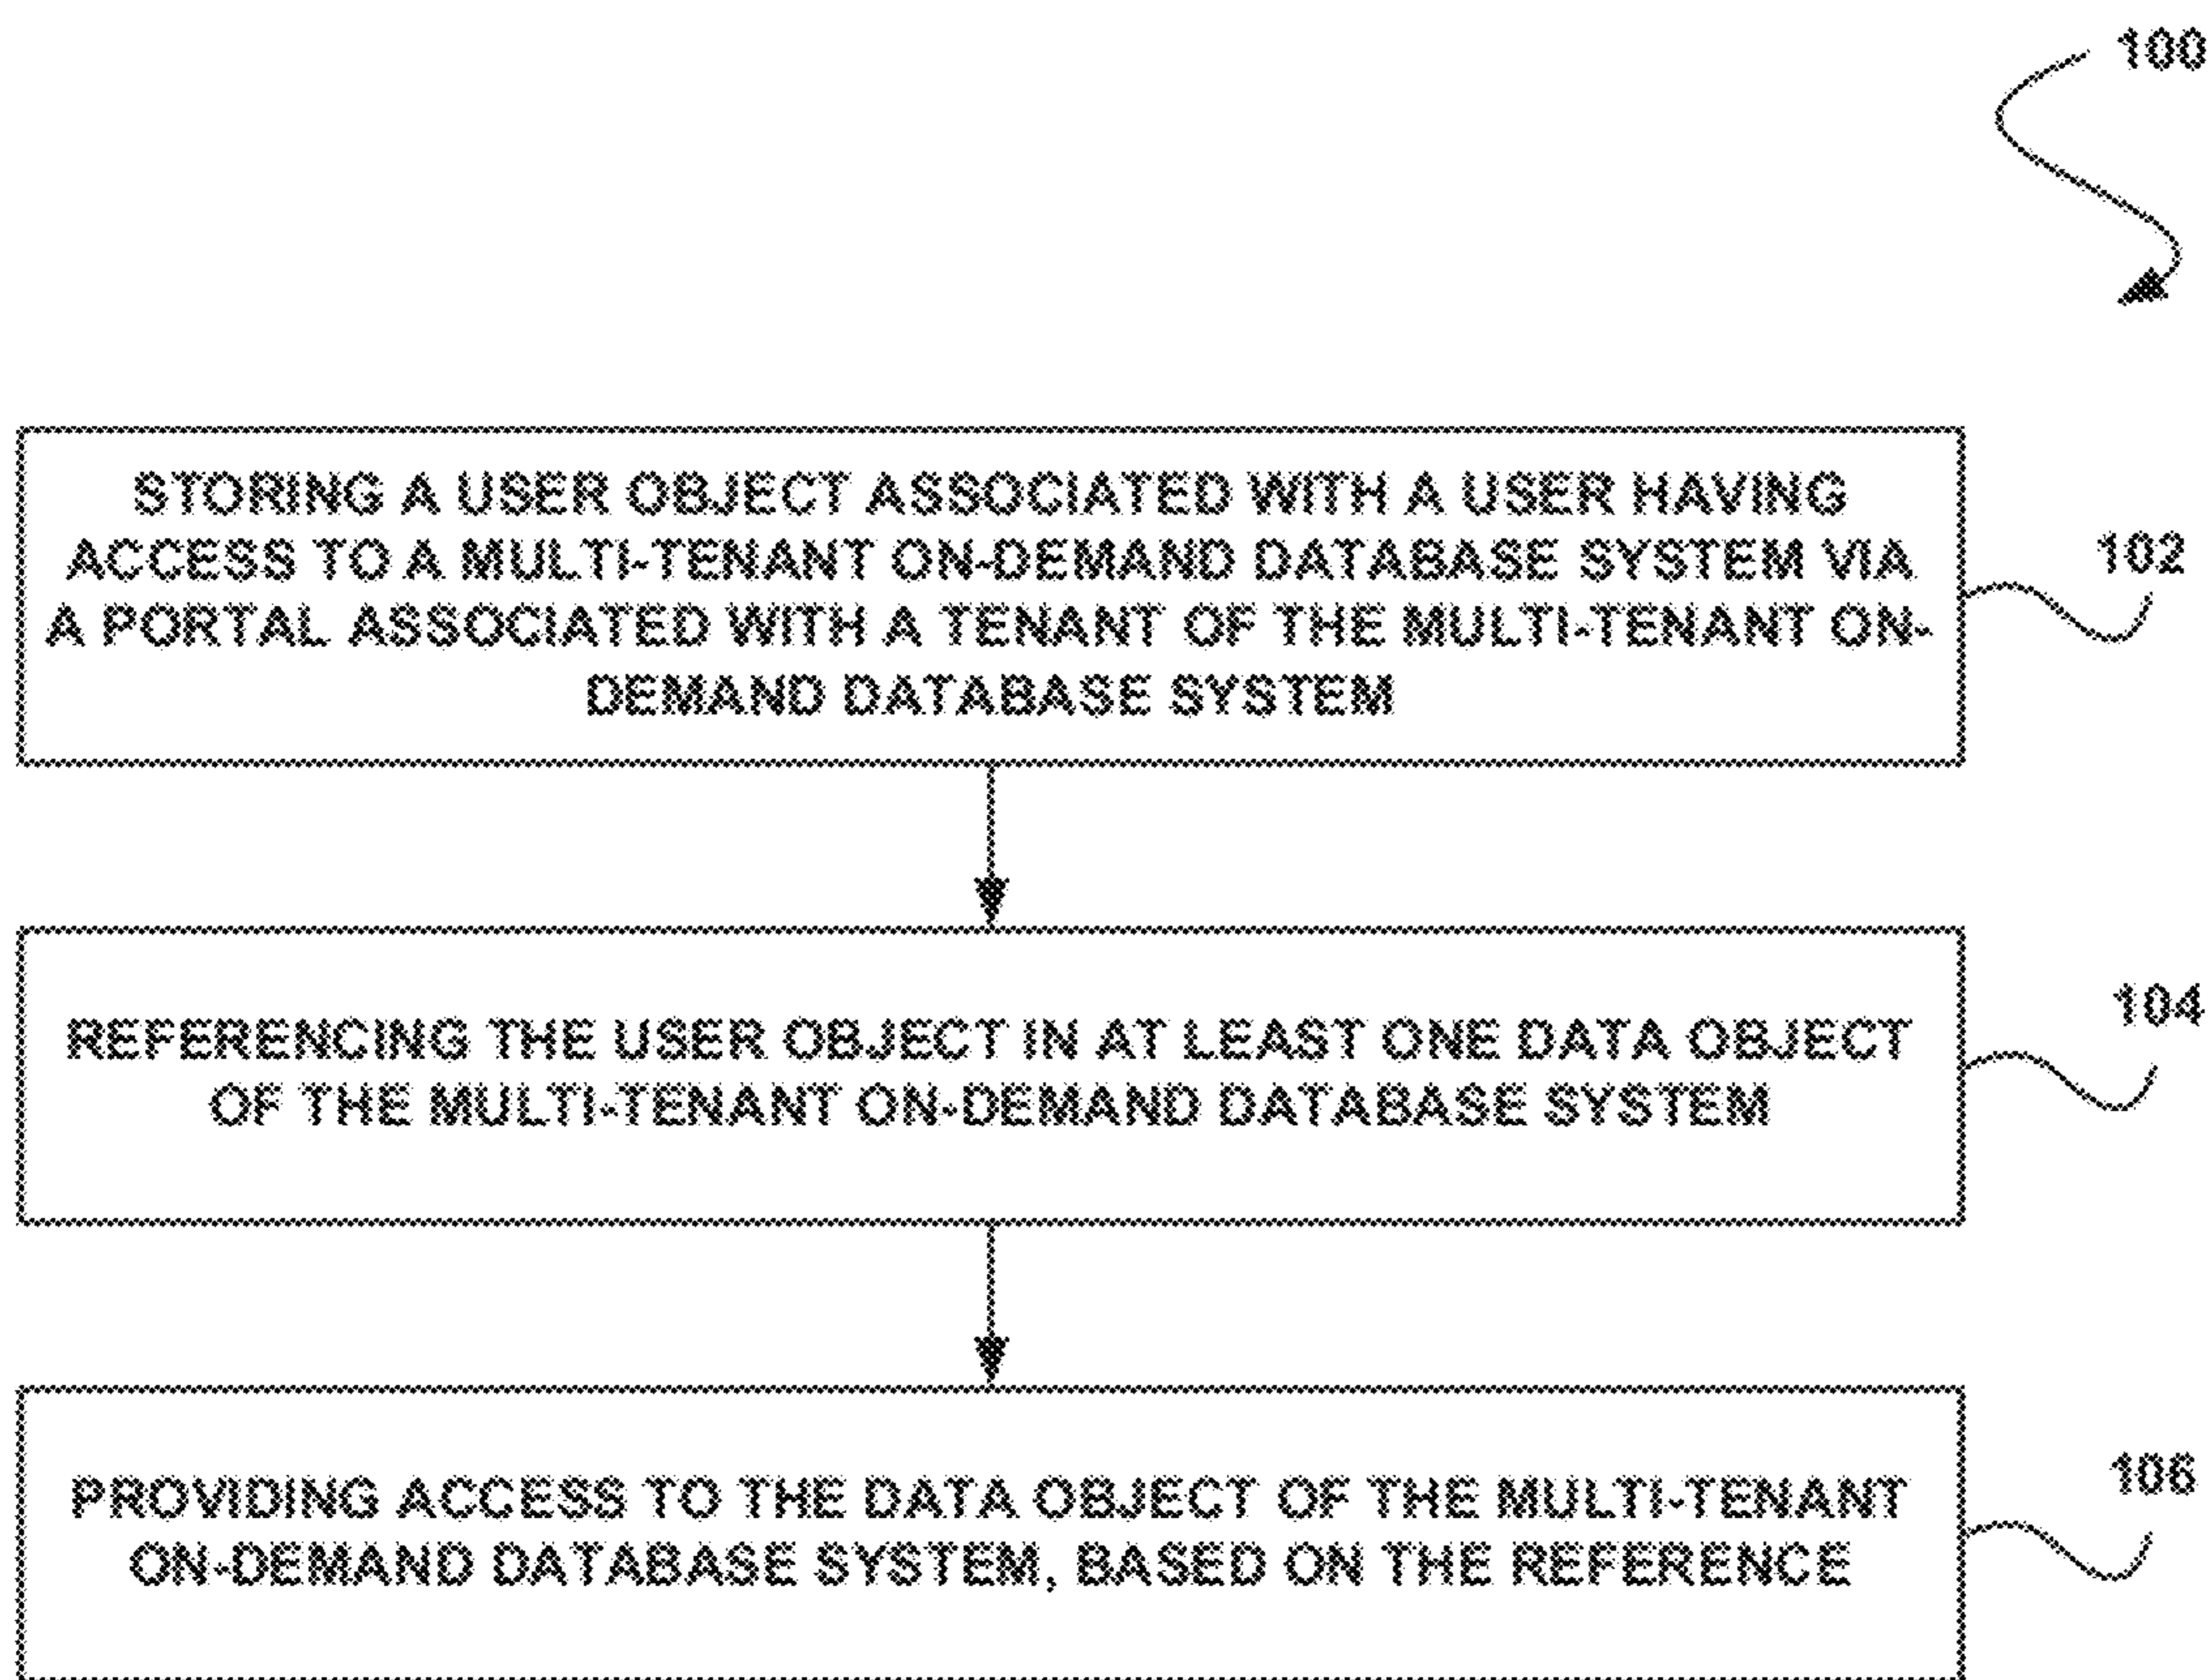 100
STORING A USER OBJECT ASSOCIATED WITH A USER HAVING
ACCESS TO A MULTI-TENANT ON-DEMAND DATABASE SYSTEM VIA
A PORTAL ASSOCIATED WITH A TENANT OF THE MULTI-TENANT ON-
DEMAND DATABASE SYSTEM
102
REFERENCING THE USER OBJECT IN AT LEAST ONE DATA OBJECT
OF THE MULTI-TENANT ON-DEMAND DATABASE SYSTEM
104
PROVIDING ACCESS TO THE DATA OBJECT OF THE MULTI-TENANT
ON-DEMAND DATABASE SYSTEM, BASED ON THE REFERENCE
106